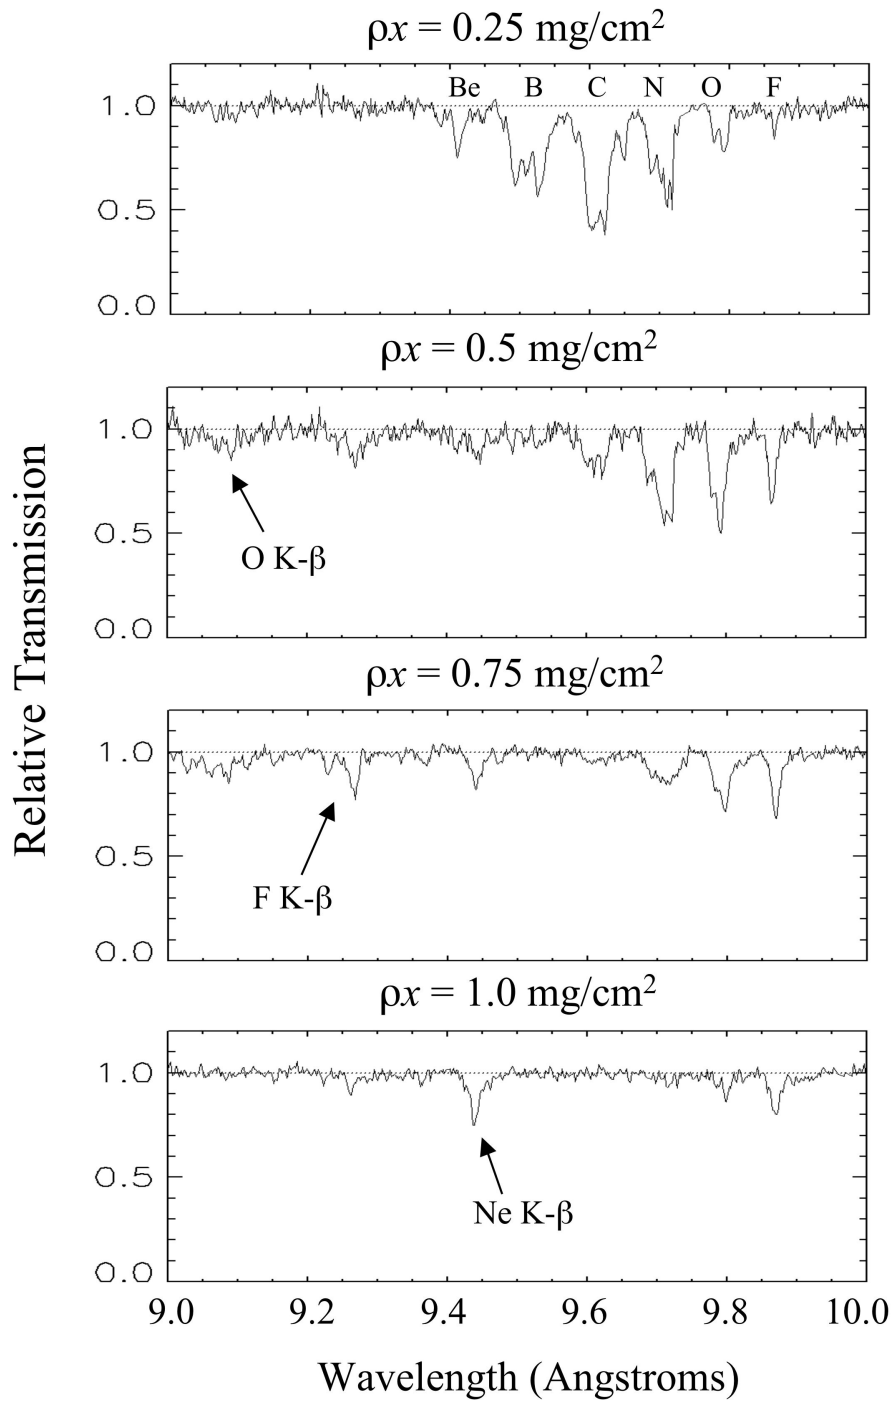 ρx = 0.25 mg/cm²
Be B C N O F
1.0
0.5
0.0
ρx = 0.5 mg/cm²
1.0
0.5
0.0
O K-β
ρx = 0.75 mg/cm²
1.0
0.5
0.0
F K-β
ρx = 1.0 mg/cm²
1.0
0.5
0.0
Ne K-β
9.0 9.2 9.4 9.6 9.8 10.0
Wavelength (Angstroms)
Relative Transmission